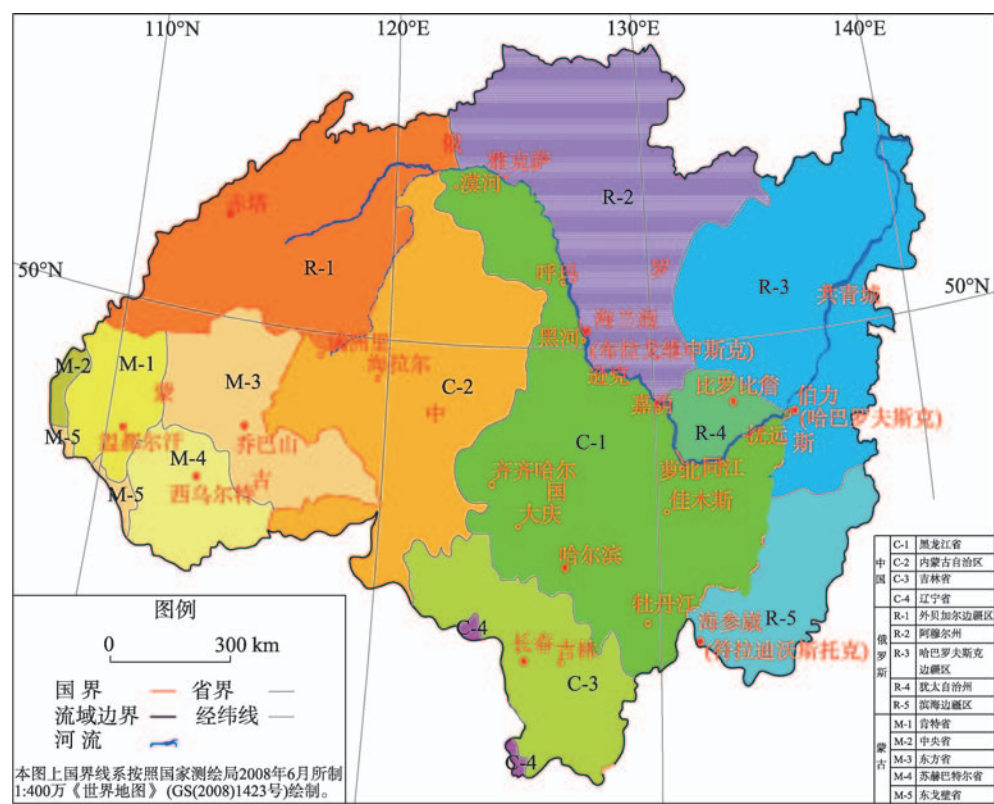 110°N
120°E
130°E
140°E
俄
雅克萨
漠河
R-2
赤塔
50°N
R-1
呼玛
罗
R-3
50°N
共青城
海兰泡
(布拉戈维申斯克)
黑河
满洲里
海拉尔
逊克
M-2
M-1
M-3
C-2
蒙
中
嘉荫
比罗比詹
伯力
(哈巴罗夫斯克)
R-4
抚远
斯
M-5
温都尔汗
乔巴山
C-1
M-4
古
西乌尔特
M-5
齐齐哈尔
国
萝北
同江
佳木斯
大庆
哈尔滨
牡丹江
海参崴
R-5
(符拉迪沃斯托克)
C-4
长春
吉林
C-3
C-4
图例
0 300 km
国界
省界
流域边界
经纬线
河流
本图上国界线系按照国家测绘局2008年6月所制
1:400万《世界地图》(GS(2008)1423号)绘制。
中国
C-1 黑龙江省
C-2 内蒙古自治区
C-3 吉林省
C-4 辽宁省
俄罗斯
R-1 外贝加尔边疆区
R-2 阿穆尔州
R-3 哈巴罗夫斯克
边疆区
R-4 犹太自治州
R-5 滨海边疆区
蒙古
M-1 肯特省
M-2 中央省
M-3 东方省
M-4 苏赫巴特尔省
M-5 东戈壁省